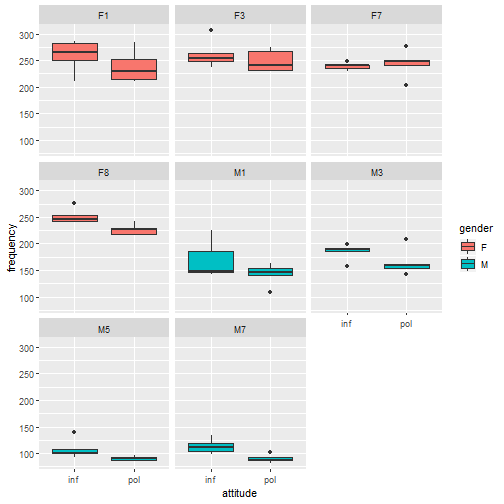 F1 F3 F7
300
250
200
150
100
F8 M1 M3
300
250
200
150
100
inf pol
M5 M7
300
250
200
150
100
inf pol inf pol
frequency
attitude
gender
F
M